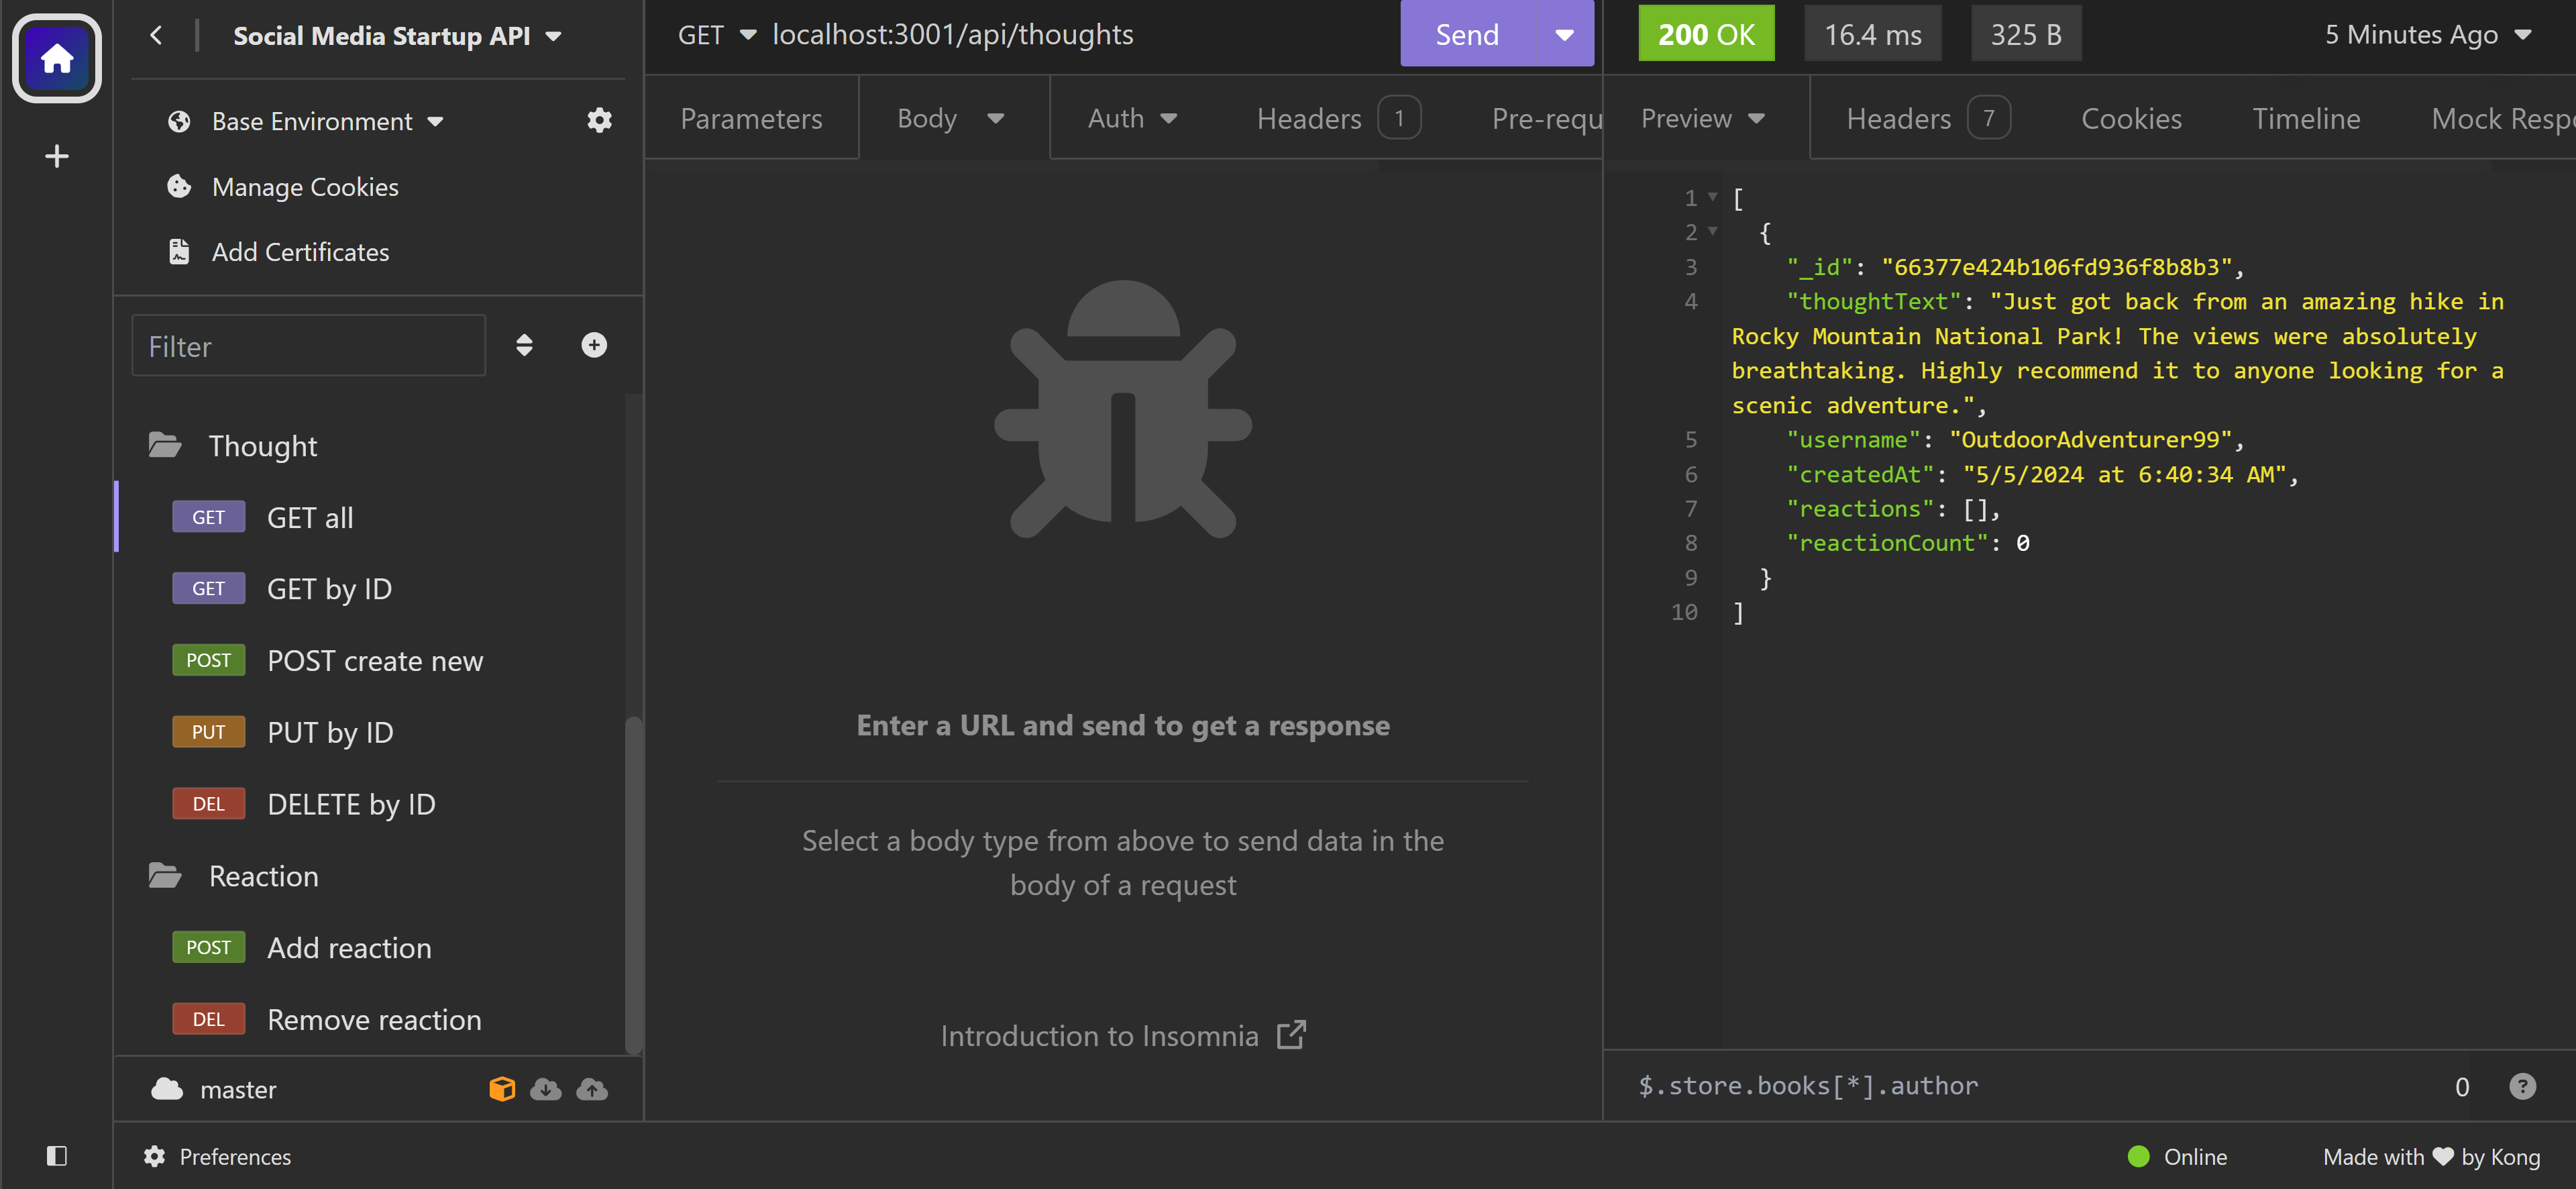 Social Media Startup API
Base Environment
Manage Cookies
Add Certificates
Filter
Thought
GET GET all
GET GET by ID
POST POST create new
PUT PUT by ID
DEL DELETE by ID
Reaction
POST Add reaction
DEL Remove reaction
master
GET localhost:3001/api/thoughts Send
Parameters Body Auth Headers 1 Pre-requ
Enter a URL and send to get a response
Select a body type from above to send data in the
body of a request
Introduction to Insomnia
200 OK 16.4 ms 325 B 5 Minutes Ago
Preview Headers 7 Cookies Timeline Mock Resp
1 [
2 {
3 "_id": "66377e424b106fd936f8b8b3",
4 "thoughtText": "Just got back from an amazing hike in
Rocky Mountain National Park! The views were absolutely
breathtaking. Highly recommend it to anyone looking for a
scenic adventure.",
5 "username": "OutdoorAdventurer99",
6 "createdAt": "5/5/2024 at 6:40:34 AM",
7 "reactions": [],
8 "reactionCount": 0
9 }
10 ]
$.store.books[*].author 0 ?
Preferences Online Made with ♥ by Kong